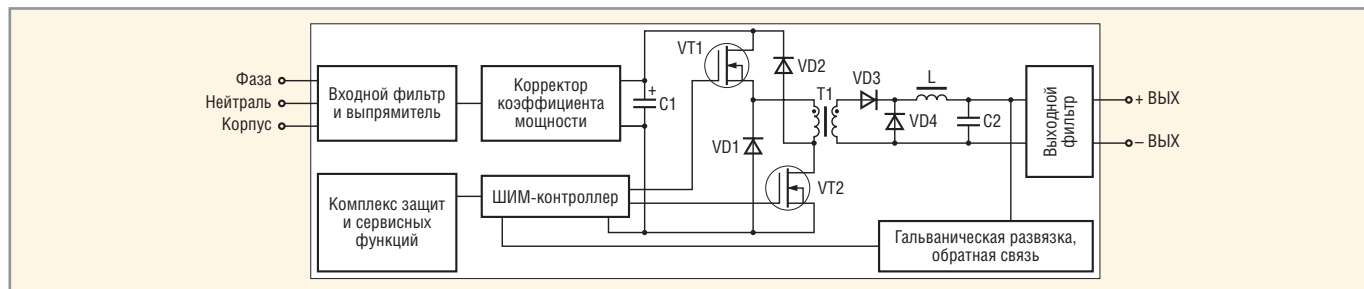 Фаза
Нейтраль
Корпус
Входной фильтр
и выпрямитель
Корректор
коэффициента
мощности
+
C1
VT1
VD2
VD1
T1
VD3
L
VD4
C2
VT2
Выходной
фильтр
+ ВЫХ
– ВЫХ
Комплекс защит
и сервисных
функций
ШИМ-контроллер
Гальваническая развязка,
обратная связь